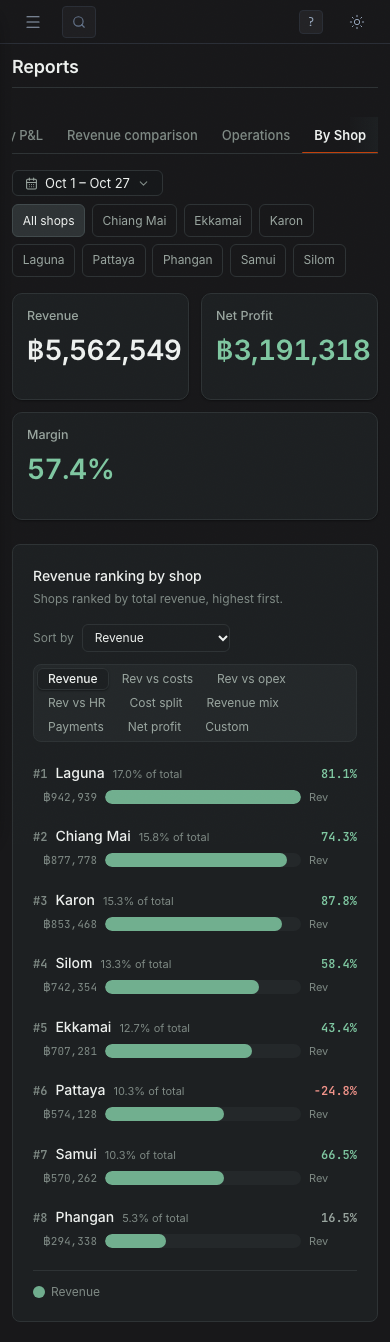 ?
Reports
y P&L Revenue comparison Operations By Shop
Oct 1 – Oct 27
All shops Chiang Mai Ekkamai Karon
Laguna Pattaya Phangan Samui Silom
Revenue Net Profit
฿5,562,549 ฿3,191,318
Margin
57.4%
Revenue ranking by shop
Shops ranked by total revenue, highest first.
Sort by Revenue
Revenue Rev vs costs Rev vs opex
Rev vs HR Cost split Revenue mix
Payments Net profit Custom
#1 Laguna 17.0% of total 81.1%
฿942,939 Rev
#2 Chiang Mai 15.8% of total 74.3%
฿877,778 Rev
#3 Karon 15.3% of total 87.8%
฿853,468 Rev
#4 Silom 13.3% of total 58.4%
฿742,354 Rev
#5 Ekkamai 12.7% of total 43.4%
฿707,281 Rev
#6 Pattaya 10.3% of total -24.8%
฿574,128 Rev
#7 Samui 10.3% of total 66.5%
฿570,262 Rev
#8 Phangan 5.3% of total 16.5%
฿294,338 Rev
Revenue